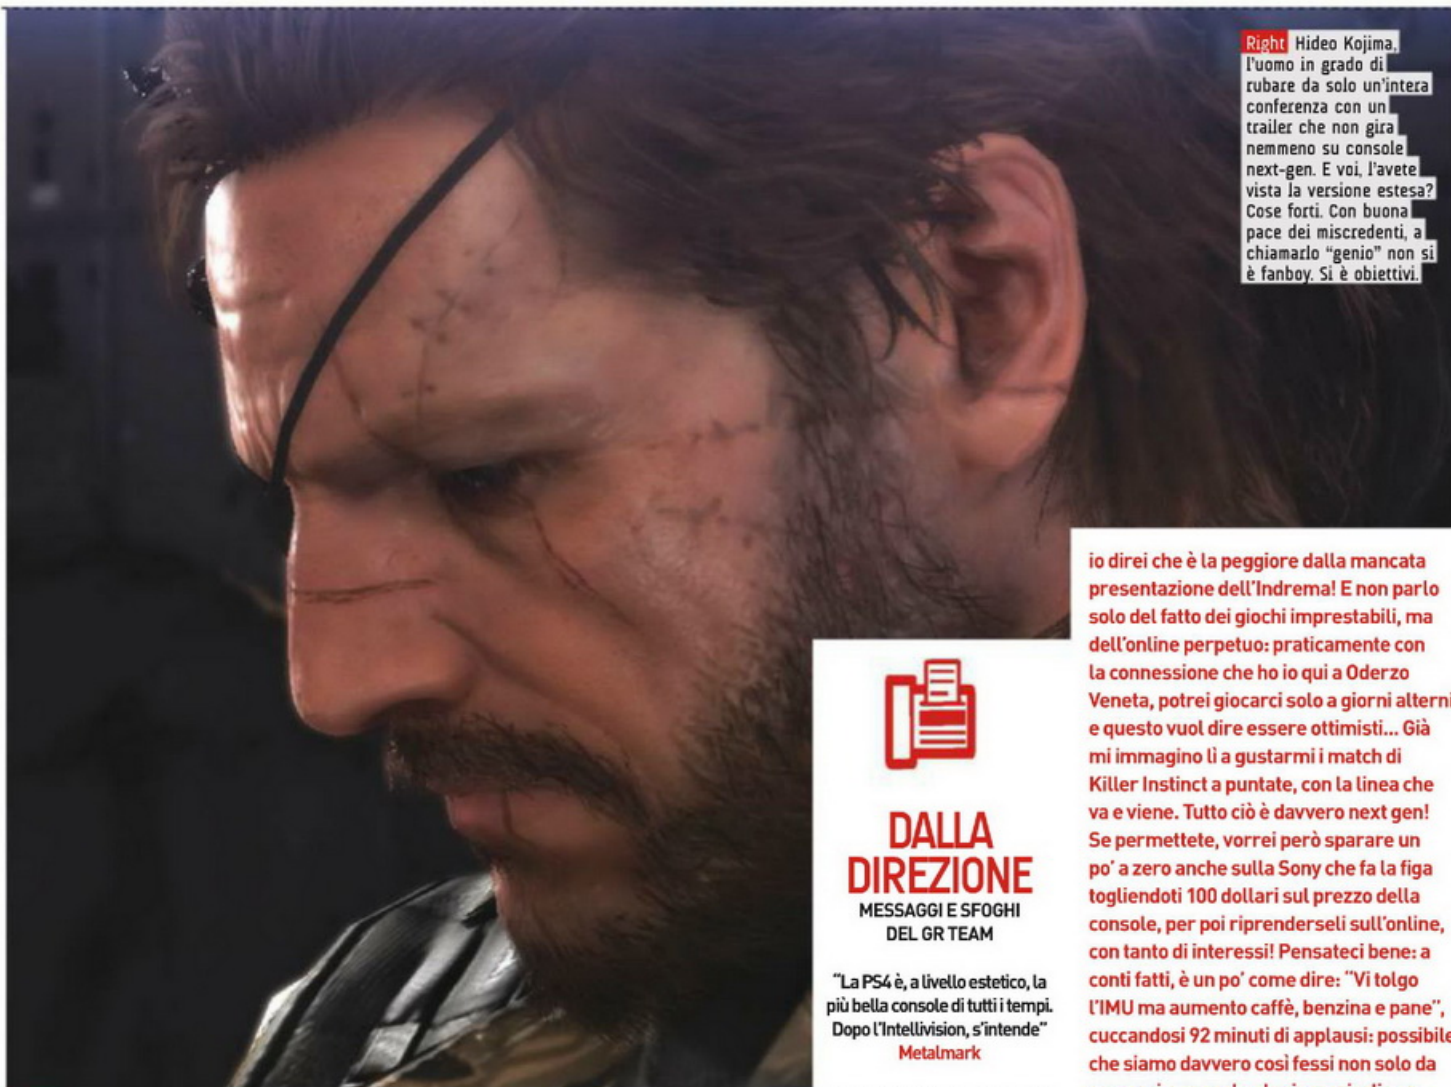 Right Hideo Kojima,
l'uomo in grado di
rubare da solo un'intera
conferenza con un
trailer che non gira
nemmeno su console
next-gen. E voi, l'avete
vista la versione estesa?
Cose forti. Con buona
pace dei miscredenti, a
chiamarlo "genio" non si
è fanboy. Si è obiettivi.
DALLA
DIREZIONE
MESSAGGI E SFOGHI
DEL GR TEAM
"La PS4 è, a livello estetico, la
più bella console di tutti i tempi.
Dopo l'Intellivision, s'intende"
Metalmark
io direi che è la peggiore dalla mancata
presentazione dell'Indrema! E non parlo
solo del fatto dei giochi imprestabili, ma
dell'online perpetuo: praticamente con
la connessione che ho io qui a Oderzo
Veneta, potrei giocarci solo a giorni alterni
e questo vuol dire essere ottimisti... Già
mi immagino lì a gustarmi i match di
Killer Instinct a puntate, con la linea che
va e viene. Tutto ciò è davvero next gen!
Se permettete, vorrei però sparare un
po' a zero anche sulla Sony che fa la figa
togliendoti 100 dollari sul prezzo della
console, per poi riprenderseli sull'online,
con tanto di interessi! Pensateci bene: a
conti fatti, è un po' come dire: "Vi tolgo
l'IMU ma aumento caffè, benzina e pane",
cuccandosi 92 minuti di applausi: possibile
che siamo davvero così fessi non solo da